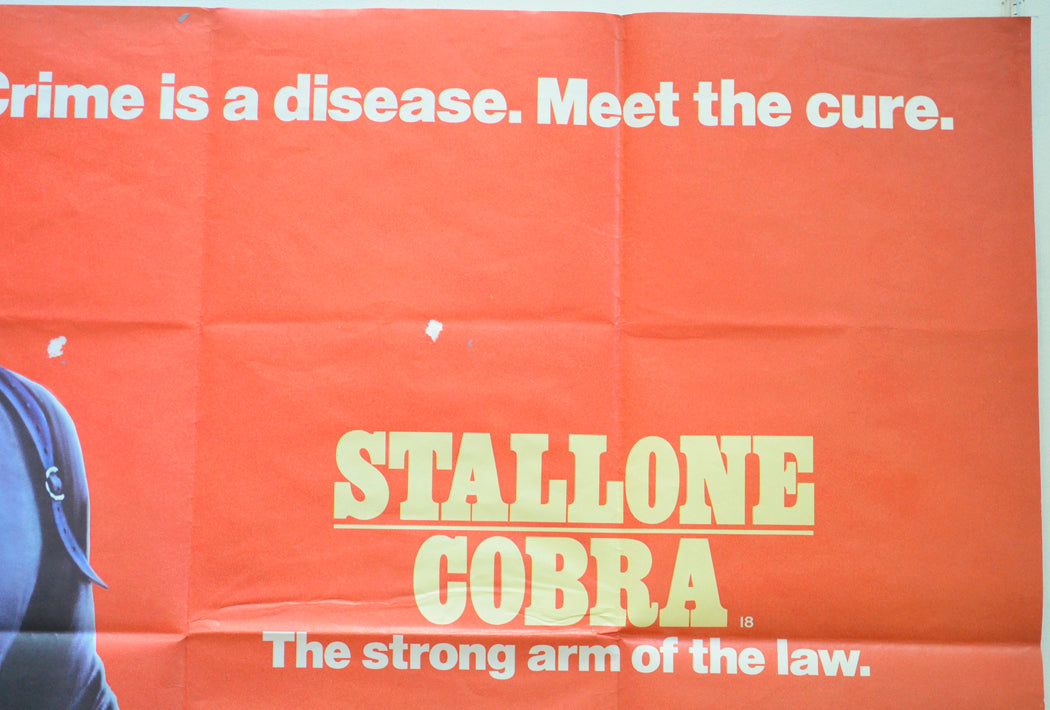 Crime is a disease. Meet the cure.
STALLONE
COBRA
18
The strong arm of the law.